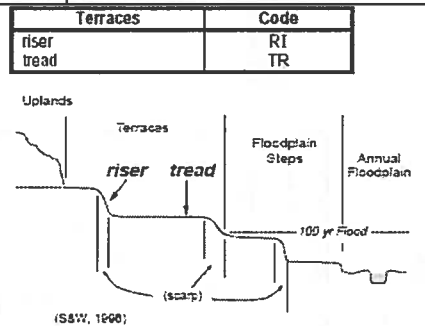 Terraces Code
riser RI
tread TR
Uplands
Terraces
Floodplain
Steps
Annual
Floodplain
riser tread
100 yr Flood
(scarp)
(S&W, 1996)